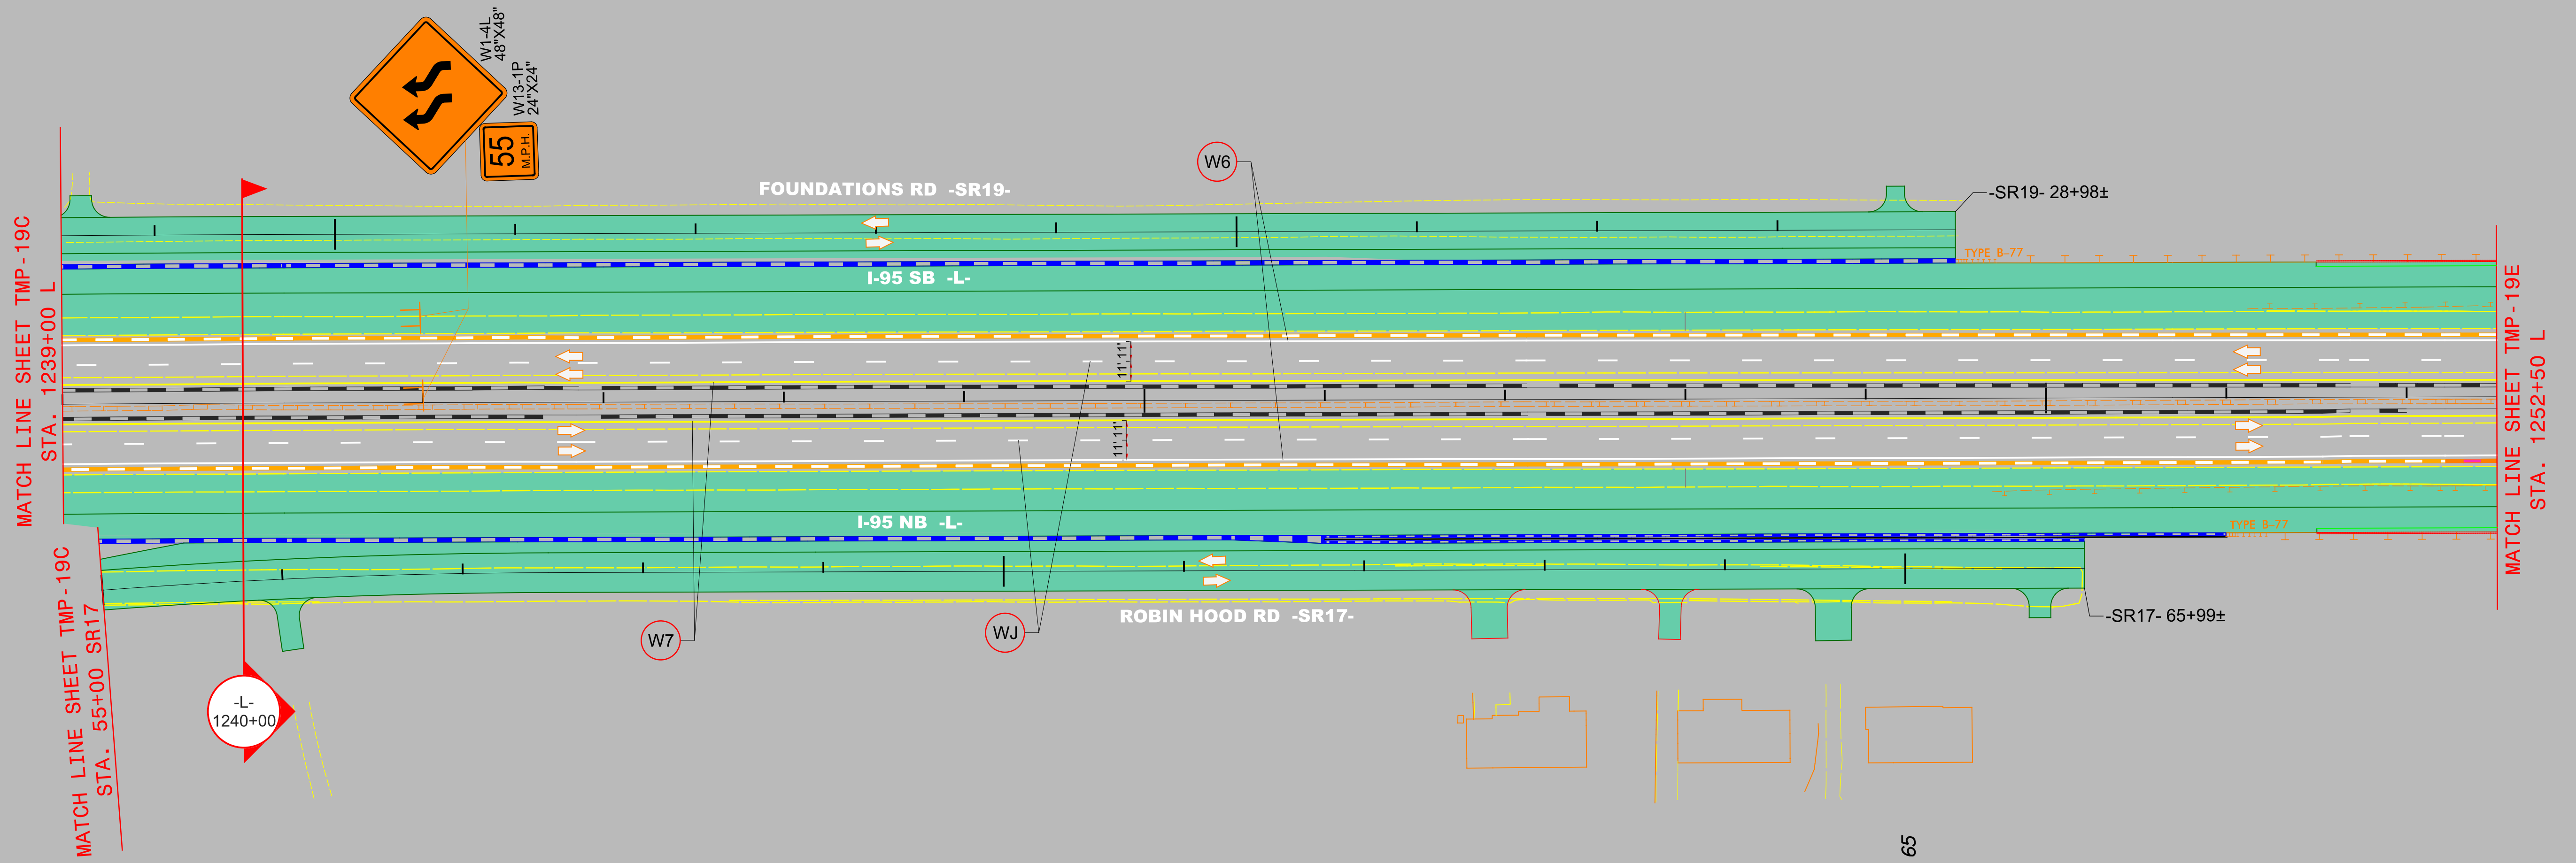 W1-4L
48"X48"
W13-1P
24"X24"
55
M.P.H.
W6
FOUNDATIONS RD -SR19-
-SR19- 28+98±
MATCH LINE SHEET TMP-19C
STA. 1239+00 L
I-95 SB -L-
TYPE B-77
11' 11'
11' 11'
MATCH LINE SHEET TMP-19E
STA. 1252+50 L
I-95 NB -L-
TYPE B-77
MATCH LINE SHEET TMP-19C
STA. 55+00 SR17
W7
WJ
ROBIN HOOD RD -SR17-
-SR17- 65+99±
-L-
1240+00
65